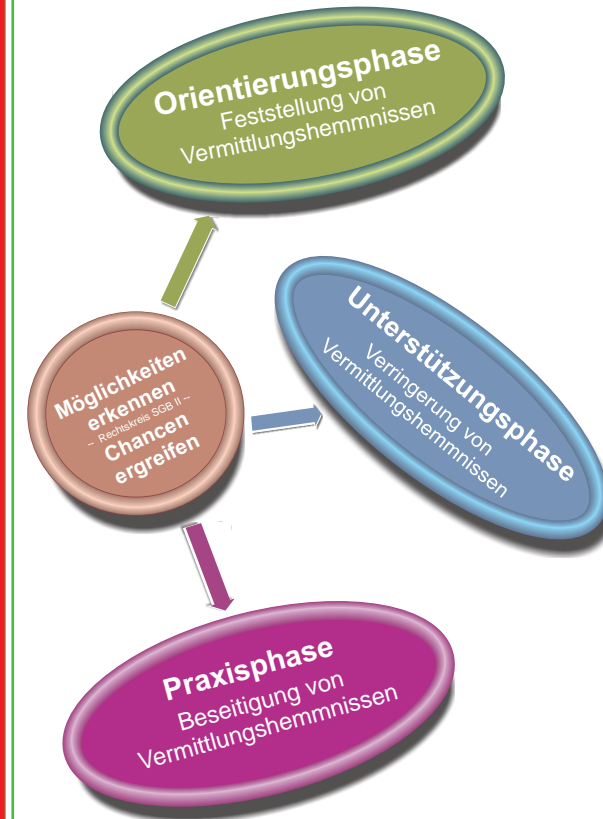 Orientierungsphase
Feststellung von
Vermittlungshemmnissen
Unterstützungsphase
Verringerung von
Vermittlungshemmnissen
Möglichkeiten
erkennen
-- Rechtskreis SGB II --
Chancen
ergreifen
Praxisphase
Beseitigung von
Vermittlungshemmnissen